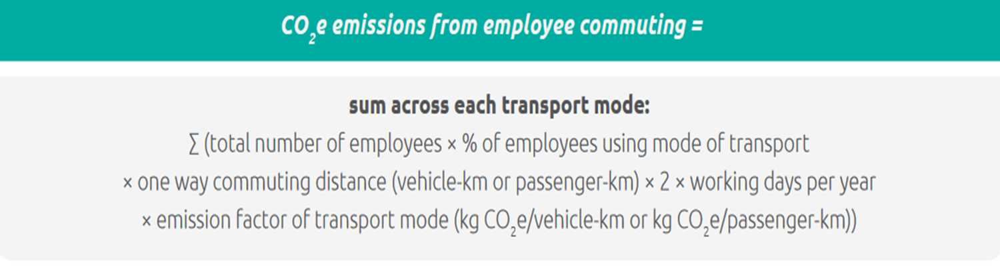 CO₂e emissions from employee commuting =
sum across each transport mode:
∑ (total number of employees × % of employees using mode of transport
× one way commuting distance (vehicle-km or passenger-km) × 2 × working days per year
× emission factor of transport mode (kg CO₂e/vehicle-km or kg CO₂e/passenger-km))